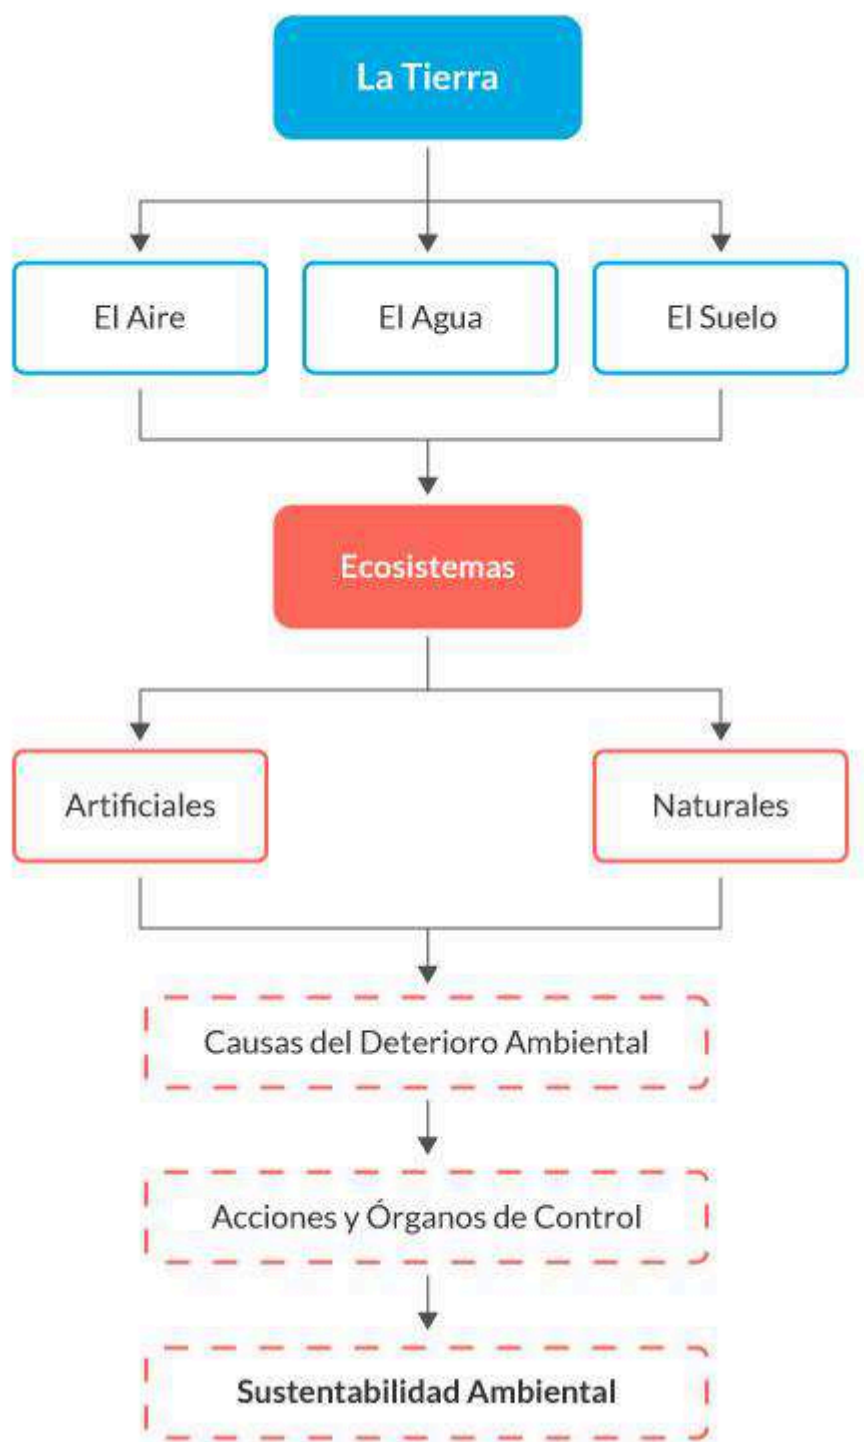 La Tierra
El Aire
El Agua
El Suelo
Ecosistemas
Artificiales
Naturales
Causas del Deterioro Ambiental
Acciones y Órganos de Control
Sustentabilidad Ambiental